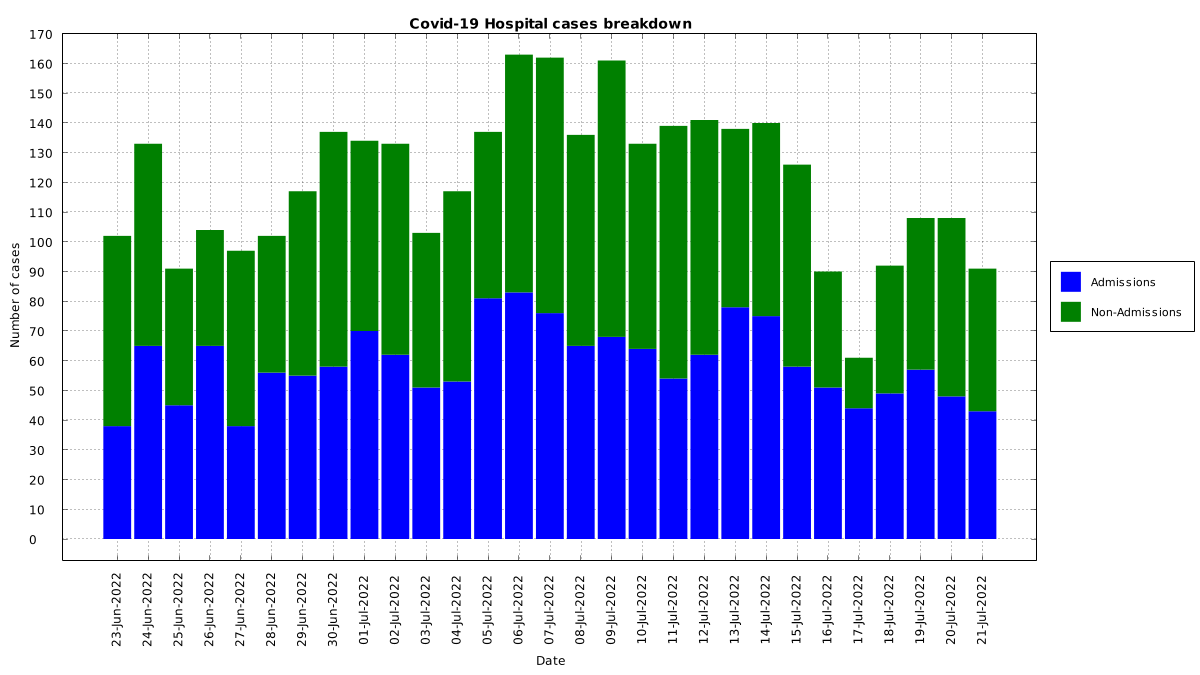 Covid-19 Hospital cases breakdown
170
160
150
140
130
120
110
100
90
80
70
60
50
40
30
20
10
0
Number of cases
Admissions
Non-Admissions
23-Jun-2022
24-Jun-2022
25-Jun-2022
26-Jun-2022
27-Jun-2022
28-Jun-2022
29-Jun-2022
30-Jun-2022
01-Jul-2022
02-Jul-2022
03-Jul-2022
04-Jul-2022
05-Jul-2022
06-Jul-2022
07-Jul-2022
08-Jul-2022
09-Jul-2022
10-Jul-2022
11-Jul-2022
12-Jul-2022
13-Jul-2022
14-Jul-2022
15-Jul-2022
16-Jul-2022
17-Jul-2022
18-Jul-2022
19-Jul-2022
20-Jul-2022
21-Jul-2022
Date